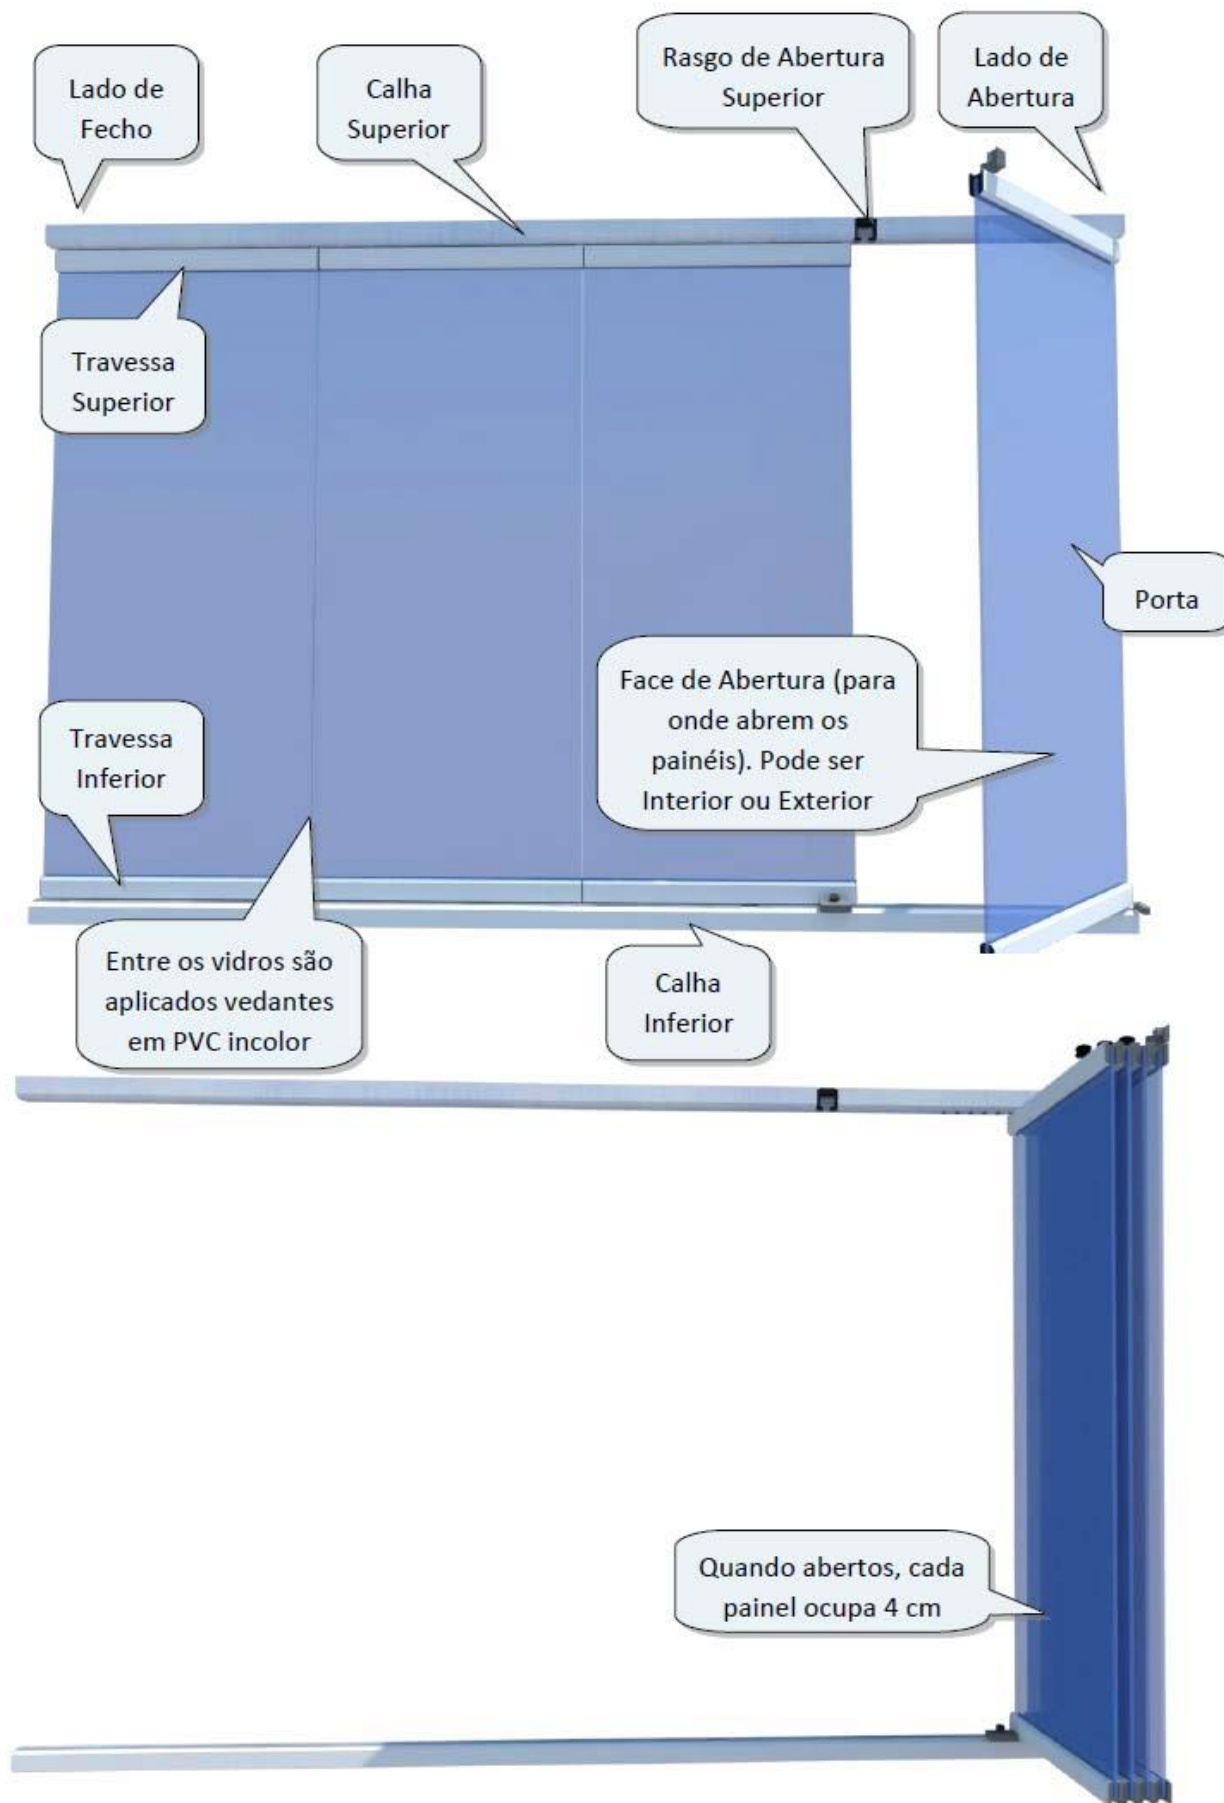 Lado de
Fecho
Calha
Superior
Rasgo de Abertura
Superior
Lado de
Abertura
Travessa
Superior
Porta
Face de Abertura (para
onde abrem os
painéis). Pode ser
Interior ou Exterior
Travessa
Inferior
Entre os vidros são
aplicados vedantes
em PVC incolor
Calha
Inferior
Quando abertos, cada
painel ocupa 4 cm